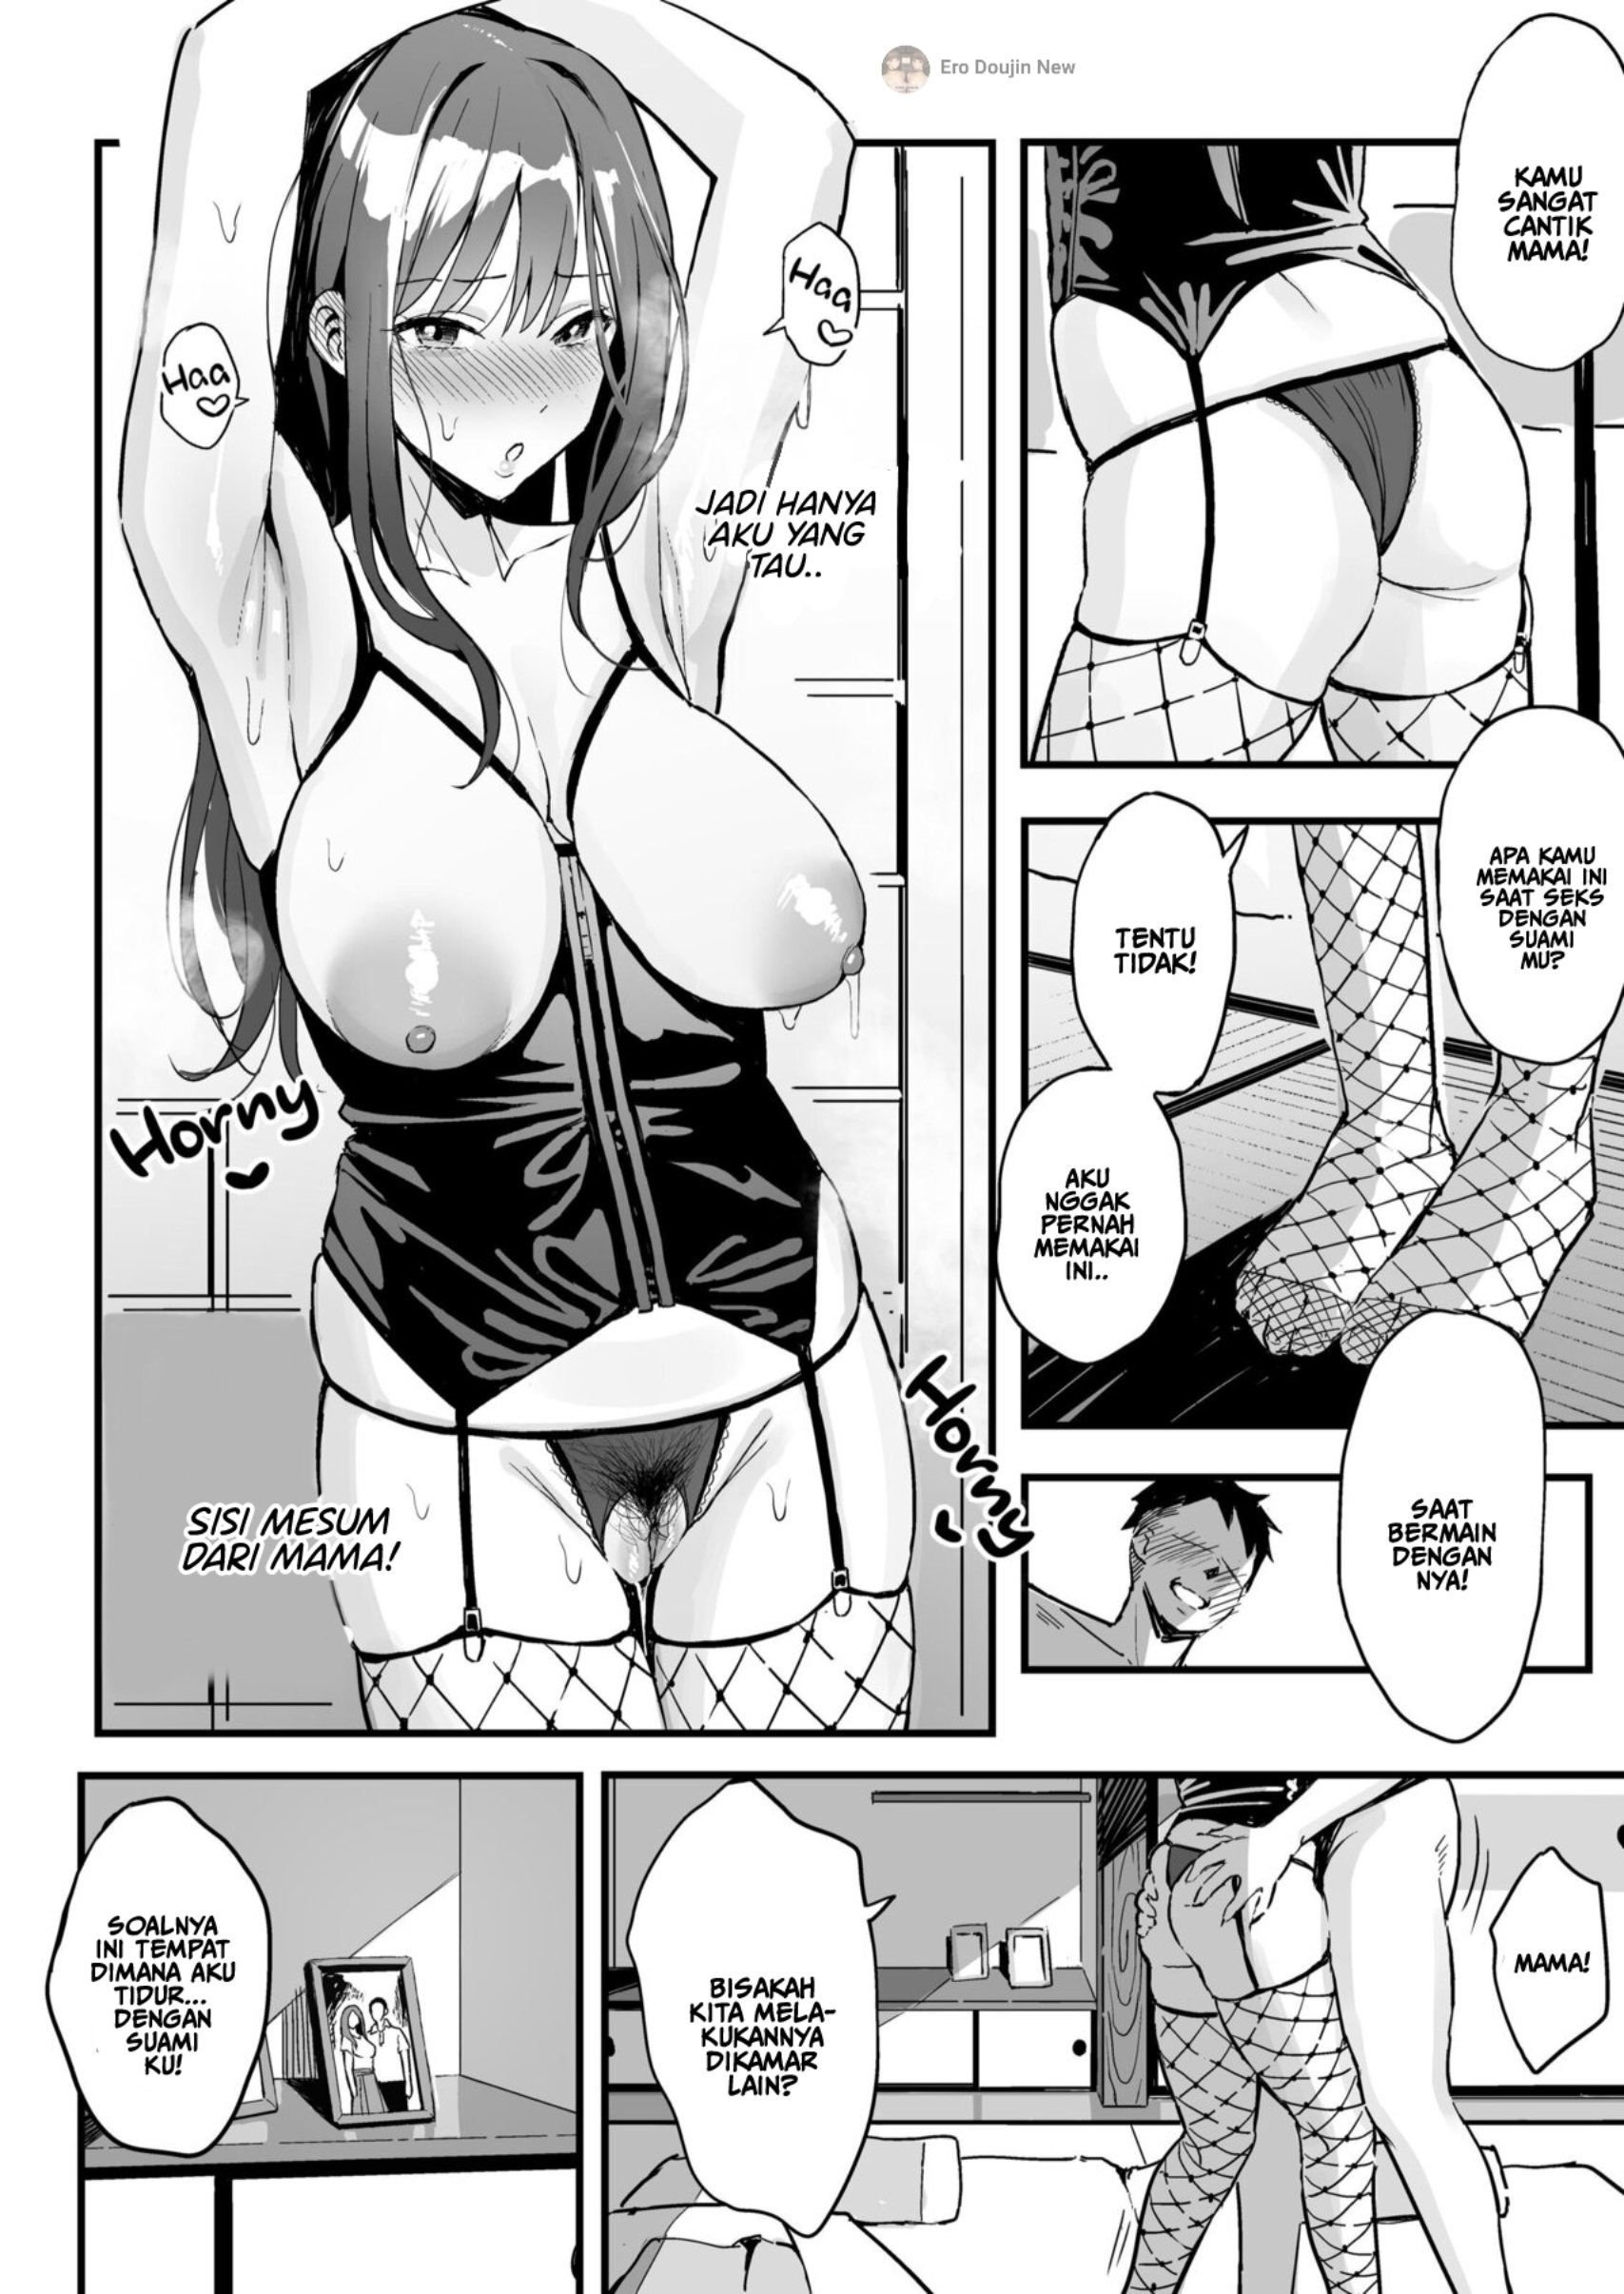 Ero Doujin New
KAMU
SANGAT
CANTIK
MAMA!
APA KAMU
MEMAKAI INI
SAAT SEKS
DENGAN
SUAMI
MU?
TENTU
TIDAK!
AKU
NGGAK
PERNAH
MEMAKAI
INI..
SAAT
BERMAIN
DENGAN
NYA!
Haa
Haa
JADI HANYA
AKU YANG
TAU..
Horny
Horny
SISI MESUM
DARI MAMA!
MAMA!
BISAKAH
KITA MELA-
KUKANNYA
DIKAMAR
LAIN?
SOALNYA
INI TEMPAT
DIMANA AKU
TIDUR...
DENGAN
SUAMI
KU!